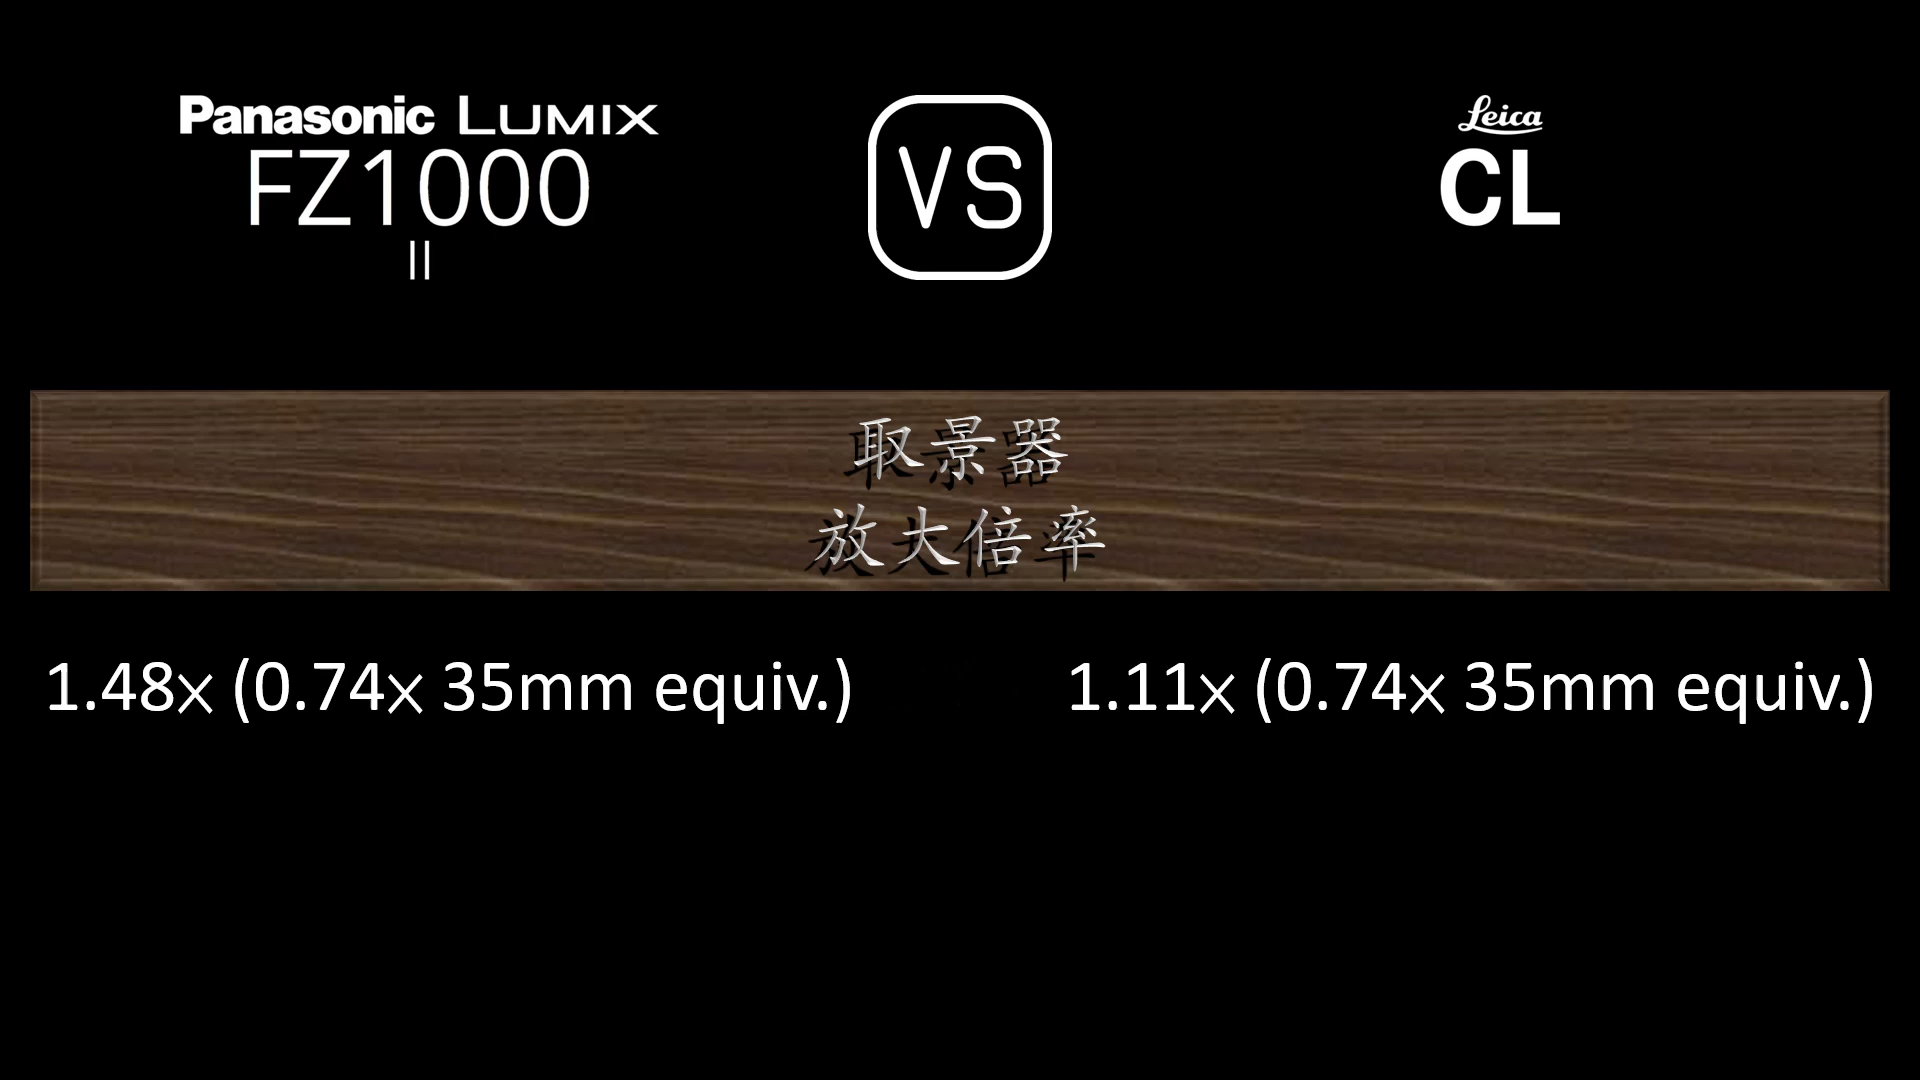 Panasonic LUMIX
FZ1000
II
VS
Leica
CL
取景器
放大倍率
1.48x (0.74x 35mm equiv.)
1.11x (0.74x 35mm equiv.)